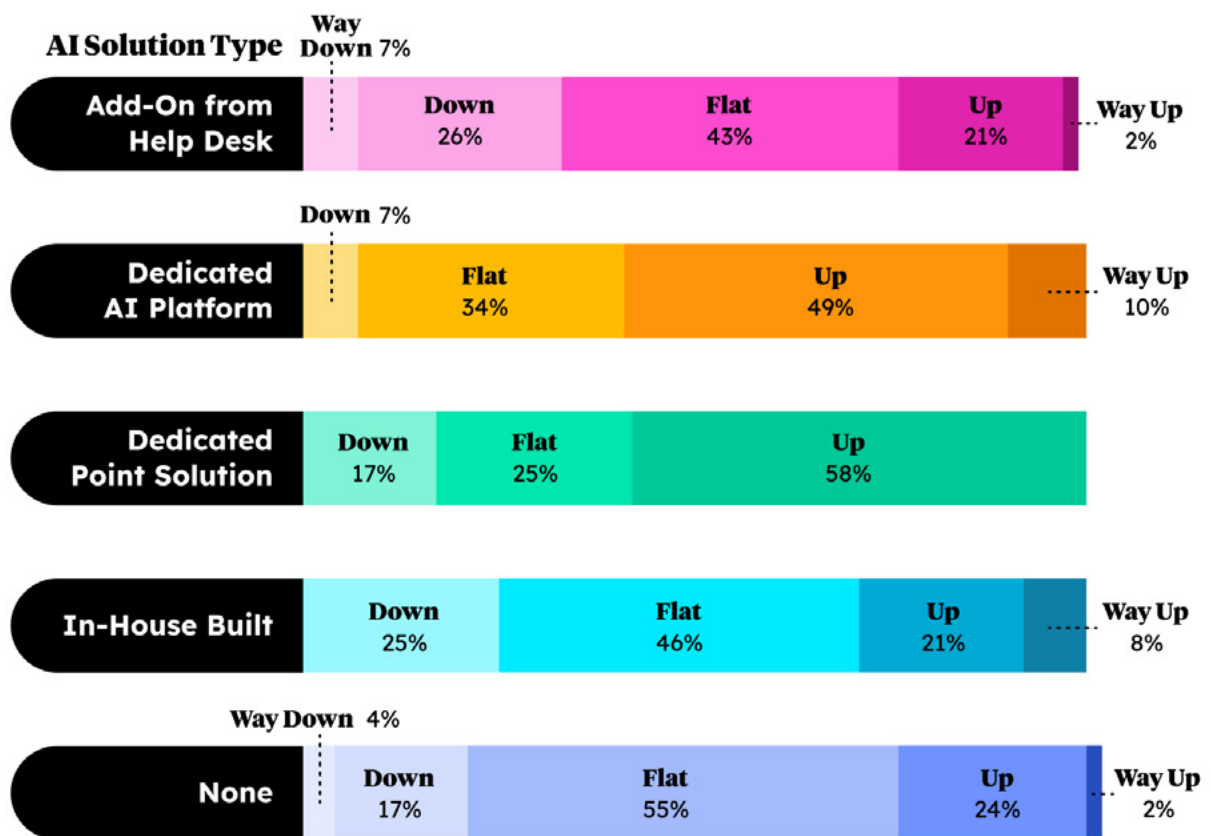 AI Solution Type
Way
Down 7%
Add-On from
Help Desk
Down
26%
Flat
43%
Up
21%
Way Up
2%
Down 7%
Dedicated
AI Platform
Flat
34%
Up
49%
Way Up
10%
Dedicated
Point Solution
Down
17%
Flat
25%
Up
58%
In-House Built
Down
25%
Flat
46%
Up
21%
Way Up
8%
Way Down 4%
None
Down
17%
Flat
55%
Up
24%
Way Up
2%